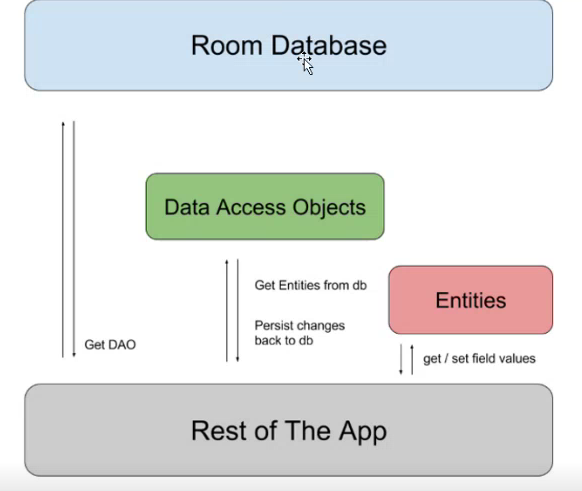 Room Database
Data Access Objects
Get Entities from db
Entities
Persist changes
back to db
Get DAO
get / set field values
Rest of The App